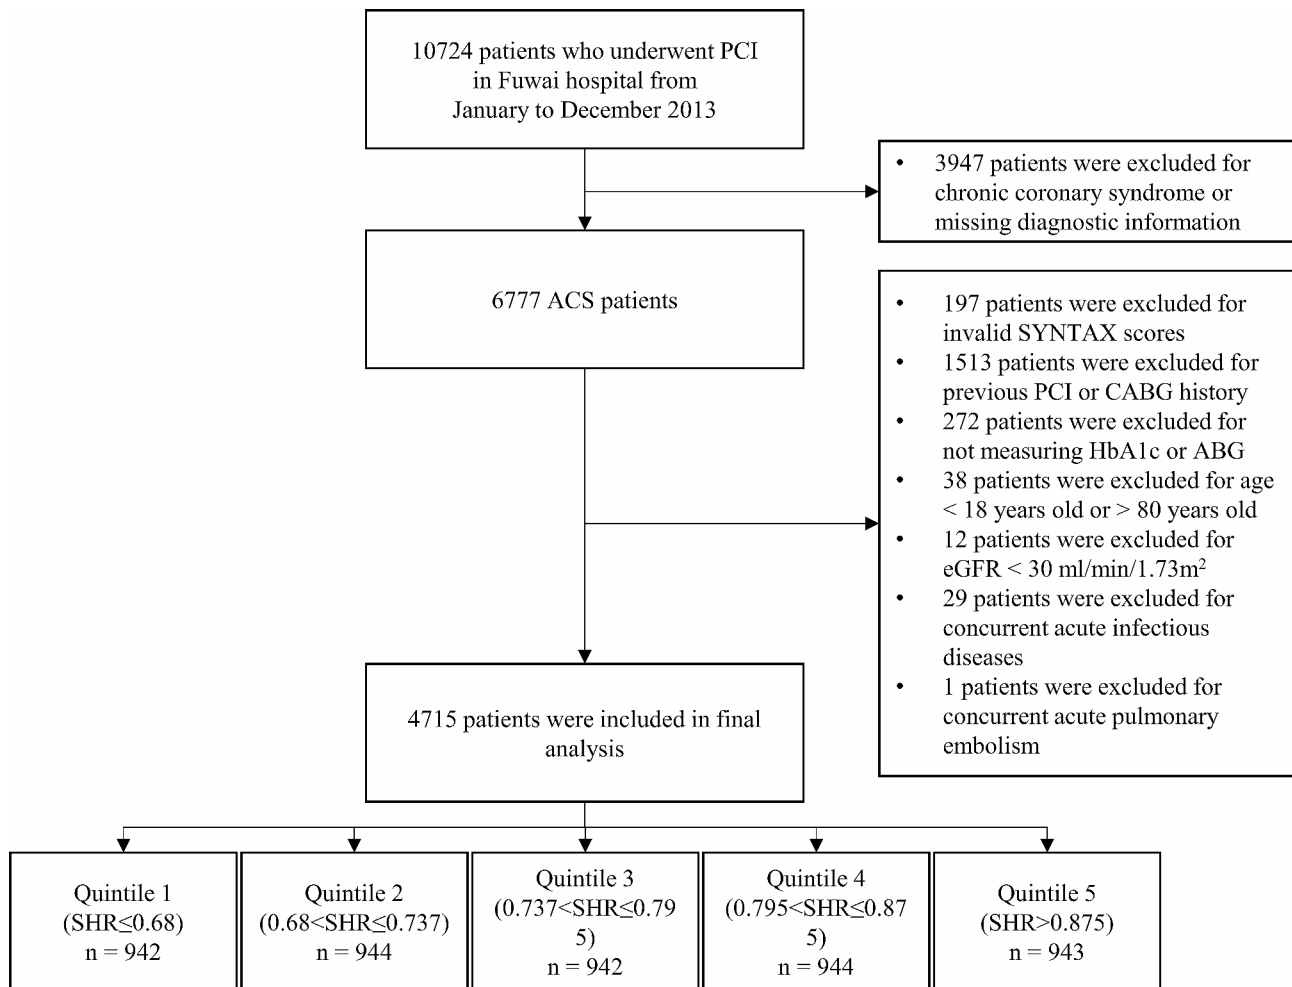 10724 patients who underwent PCI
in Fuwai hospital from
January to December 2013
• 3947 patients were excluded for
chronic coronary syndrome or
missing diagnostic information
6777 ACS patients
• 197 patients were excluded for
invalid SYNTAX scores
• 1513 patients were excluded for
previous PCI or CABG history
• 272 patients were excluded for
not measuring HbA1c or ABG
• 38 patients were excluded for age
< 18 years old or > 80 years old
• 12 patients were excluded for
eGFR < 30 ml/min/1.73m²
• 29 patients were excluded for
concurrent acute infectious
diseases
• 1 patients were excluded for
concurrent acute pulmonary
embolism
4715 patients were included in final
analysis
Quintile 1
(SHR≤0.68)
n = 942
Quintile 2
(0.68<SHR≤0.737)
n = 944
Quintile 3
(0.737<SHR≤0.79
5)
n = 942
Quintile 4
(0.795<SHR≤0.87
5)
n = 944
Quintile 5
(SHR>0.875)
n = 943